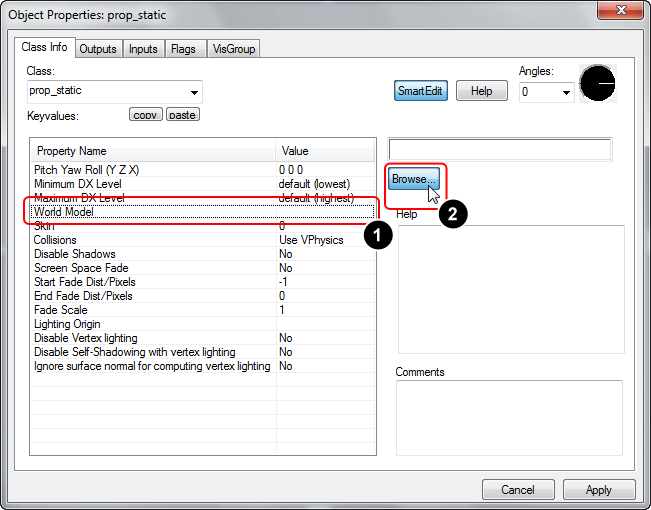 Object Properties: prop_static
Class Info Outputs Inputs Flags VisGroup
Class:
prop_static
SmartEdit Help
Angles:
0
Keyvalues: copy paste
Property Name Value
Pitch Yaw Roll (Y Z X) 0 0 0
Minimum DX Level default (lowest)
Maximum DX Level default (highest)
World Model
Skin 0
Collisions Use VPhysics
Disable Shadows No
Screen Space Fade No
Start Fade Dist/Pixels -1
End Fade Dist/Pixels 0
Fade Scale 1
Lighting Origin
Disable Vertex lighting No
Disable Self-Shadowing with vertex lighting No
Ignore surface normal for computing vertex lighting No
1
Browse...
2
Help
Comments
Cancel Apply